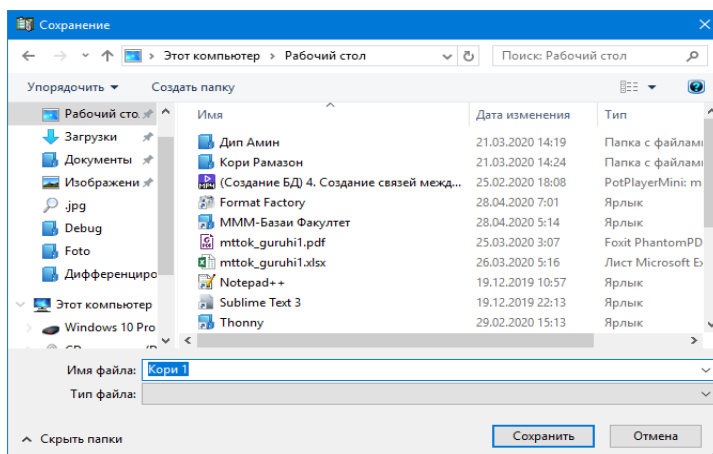 Сохранение
Этот компьютер › Рабочий стол
Поиск: Рабочий стол
Упорядочить
Создать папку
Рабочий сто.
Загрузки
Документы
Изображени
.jpg
Debug
Foto
Дифференциро
Этот компьютер
Windows 10 Pro
Имя Дата изменения Тип
Дип Амин 21.03.2020 14:19 Папка с файлами
Кори Рамазон 21.03.2020 14:24 Папка с файлами
(Создание БД) 4. Создание связей межд... 25.02.2020 18:08 PotPlayerMini: m
Format Factory 28.04.2020 7:01 Ярлык
МММ-Базаи Факултет 28.04.2020 5:14 Ярлык
mttok_guruhi1.pdf 25.03.2020 3:07 Foxit PhantomPD
mttok_guruhi1.xlsx 26.03.2020 5:16 Лист Microsoft Ex
Notepad++ 19.12.2019 10:57 Ярлык
Sublime Text 3 19.12.2019 22:13 Ярлык
Thonny 29.02.2020 15:13 Ярлык
Имя файла: Кори 1
Тип файла:
Скрыть папки
Сохранить
Отмена